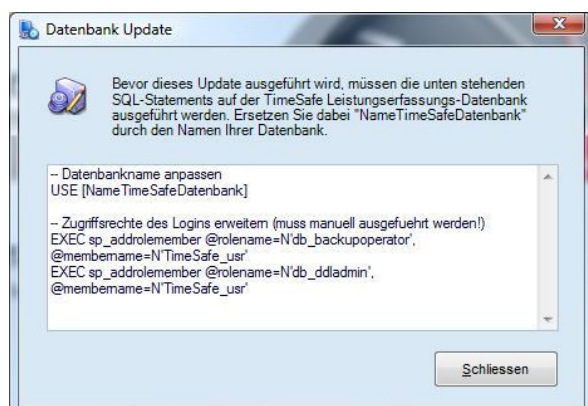 Datenbank Update
Bevor dieses Update ausgeführt wird, müssen die unten stehenden
SQL-Statements auf der TimeSafe Leistungserfassungs-Datenbank
ausgeführt werden. Ersetzen Sie dabei "NameTimeSafeDatenbank"
durch den Namen Ihrer Datenbank.
-- Datenbankname anpassen
USE [NameTimeSafeDatenbank]
-- Zugriffsrechte des Logins erweitern (muss manuell ausgefuehrt werden!)
EXEC sp_addrolemember @rolename=N'db_backupoperator',
@membername=N'TimeSafe_usr'
EXEC sp_addrolemember @rolename=N'db_ddladmin',
@membername=N'TimeSafe_usr'
Schliessen